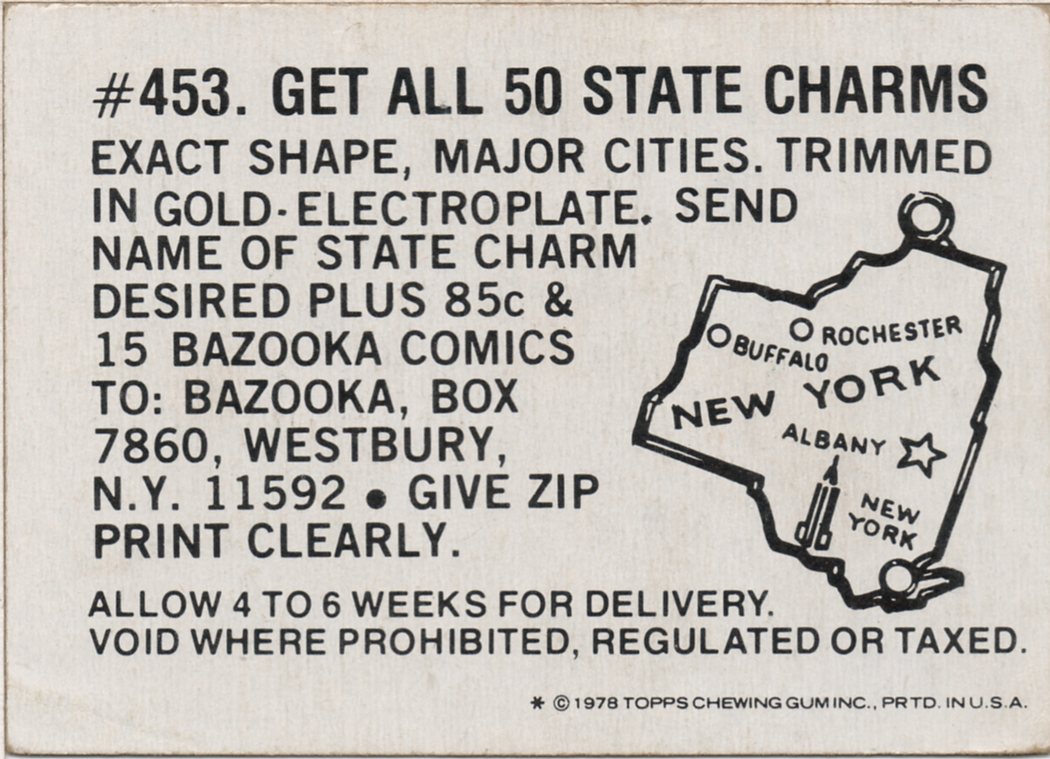 #453. GET ALL 50 STATE CHARMS
EXACT SHAPE, MAJOR CITIES. TRIMMED
IN GOLD-ELECTROPLATE. SEND
NAME OF STATE CHARM
DESIRED PLUS 85c &
15 BAZOOKA COMICS
TO: BAZOOKA, BOX
7860, WESTBURY,
N.Y. 11592 • GIVE ZIP
PRINT CLEARLY.
ROCHESTER
BUFFALO
NEW YORK
ALBANY
NEW
YORK
ALLOW 4 TO 6 WEEKS FOR DELIVERY.
VOID WHERE PROHIBITED, REGULATED OR TAXED.
* © 1978 TOPPS CHEWING GUM INC., PRTD. IN U.S.A.